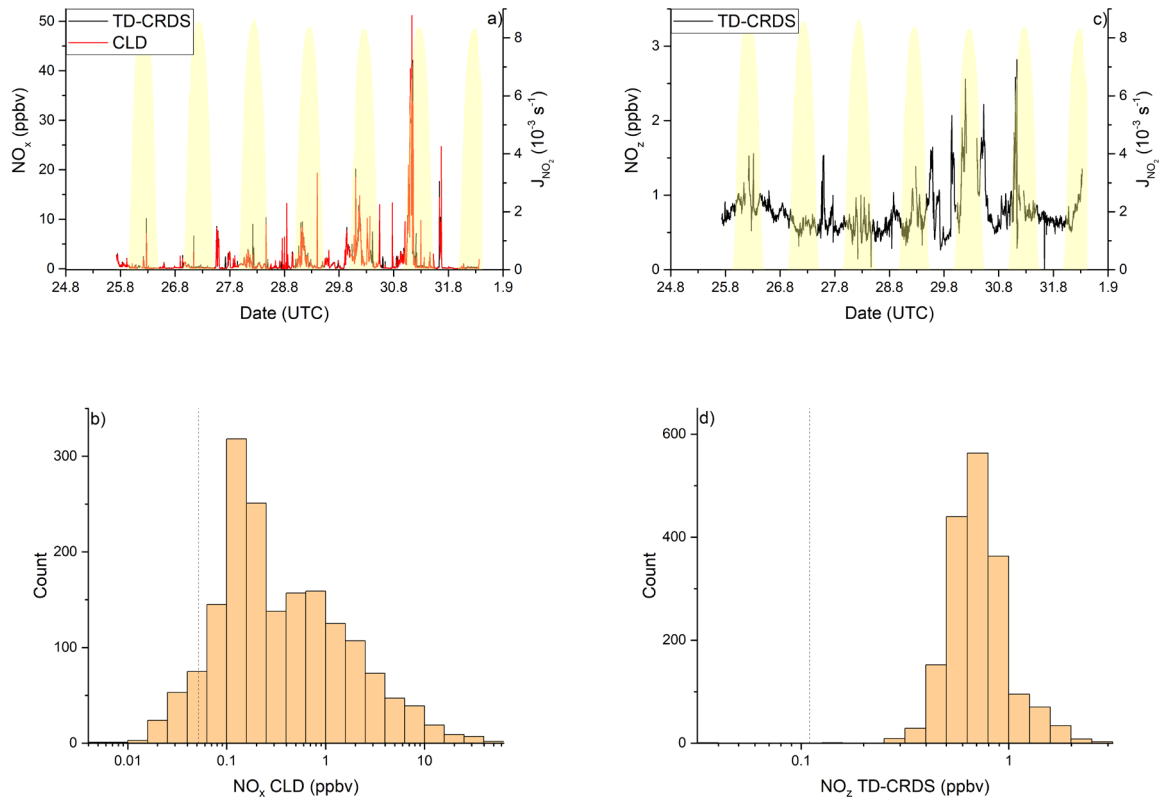 TD-CRDS
CLD
a)
50
40
30
20
10
0
NOx (ppbv)
8
6
4
2
0
JNO2 (10-3 s-1)
24.8 25.8 26.8 27.8 28.8 29.8 30.8 31.8 1.9
Date (UTC)
TD-CRDS
c)
3
2
1
0
NOz (ppbv)
8
6
4
2
0
JNO2 (10-3 s-1)
24.8 25.8 26.8 27.8 28.8 29.8 30.8 31.8 1.9
Date (UTC)
b)
300
200
100
0
Count
0.01 0.1 1 10
NOx CLD (ppbv)
d)
600
400
200
0
Count
0.1 1
NOz TD-CRDS (ppbv)